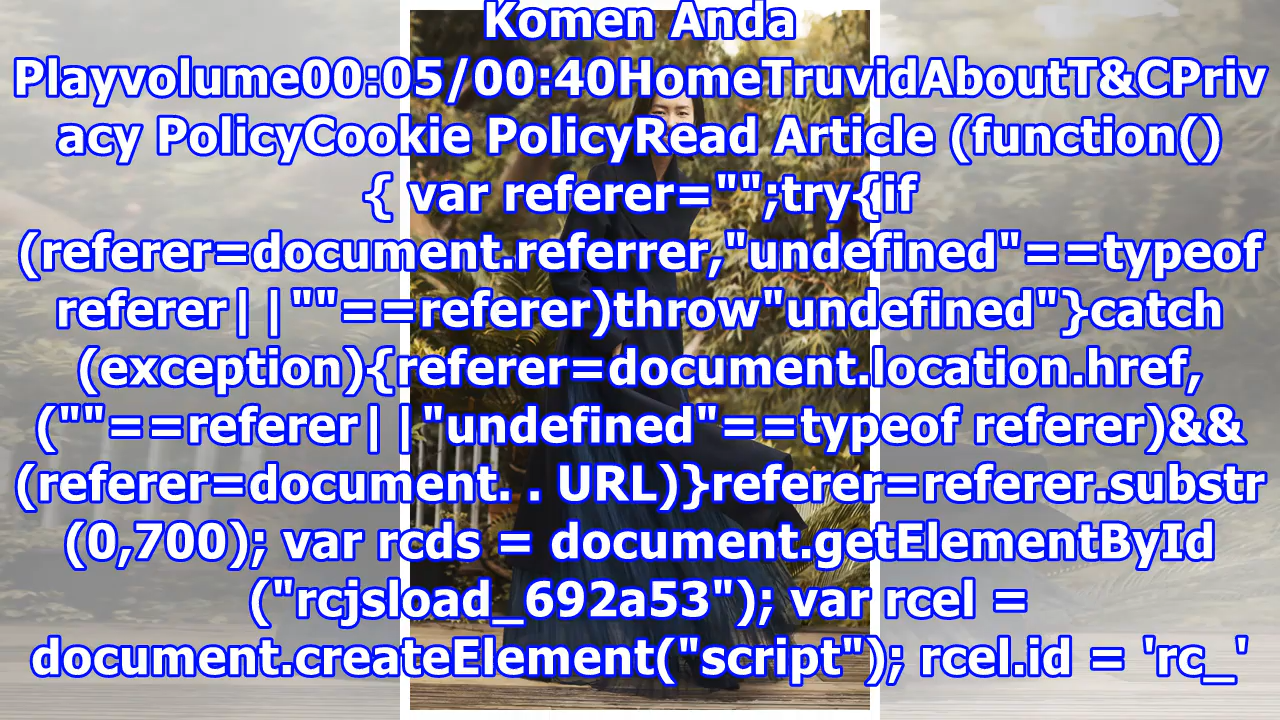 Komen Anda
Playvolume00:05/00:40HomeTruvidAboutT&CPriv
acy PolicyCookie PolicyRead Article (function()
{ var referer="";try{if
(referer=document.referrer,"undefined"==typeof
referer||""==referer)throw"undefined"}catch
(exception){referer=document.location.href,
(""==referer||"undefined"==typeof referer)&&
(referer=document. . URL)}referer=referer.substr
(0,700); var rcds = document.getElementById
("rcjsload_692a53"); var rcel =
document.createElement("script"); rcel.id = 'rc_'